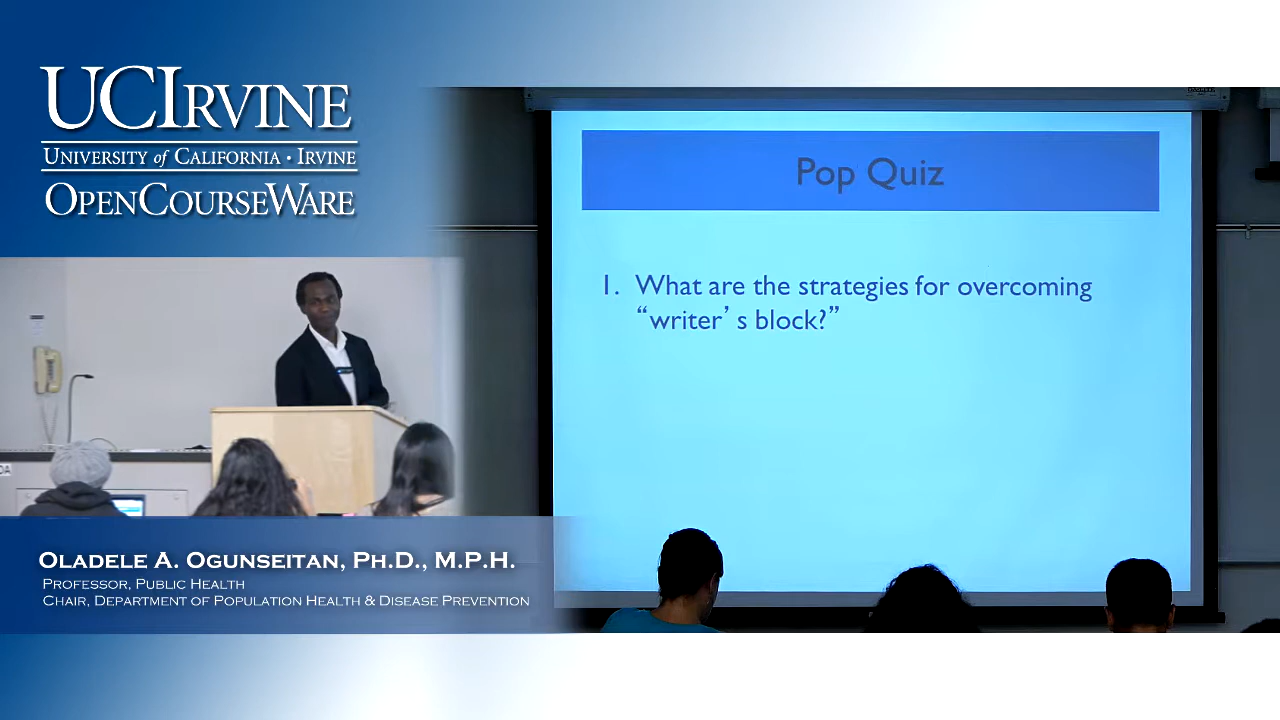 UCIRVINE
UNIVERSITY of CALIFORNIA · IRVINE
OPENCOURSEWARE
Pop Quiz
1. What are the strategies for overcoming
“writer’ s block?”
OLADELE A. OGUNSEITAN, PH.D., M.P.H.
PROFESSOR, PUBLIC HEALTH
CHAIR, DEPARTMENT OF POPULATION HEALTH & DISEASE PREVENTION